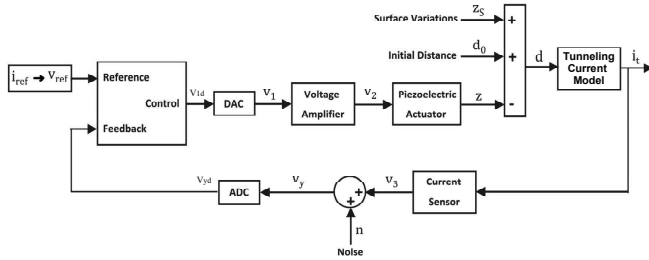 Surface Variations
z_S
+
Initial Distance
d_0
+
d
Tunneling
Current
Model
i_t
i_ref → v_ref
Reference
Control
Feedback
v_1d
DAC
v_1
Voltage
Amplifier
v_2
Piezoelectric
Actuator
z
-
v_yd
ADC
v_y
+
+
v_3
Current
Sensor
n
Noise